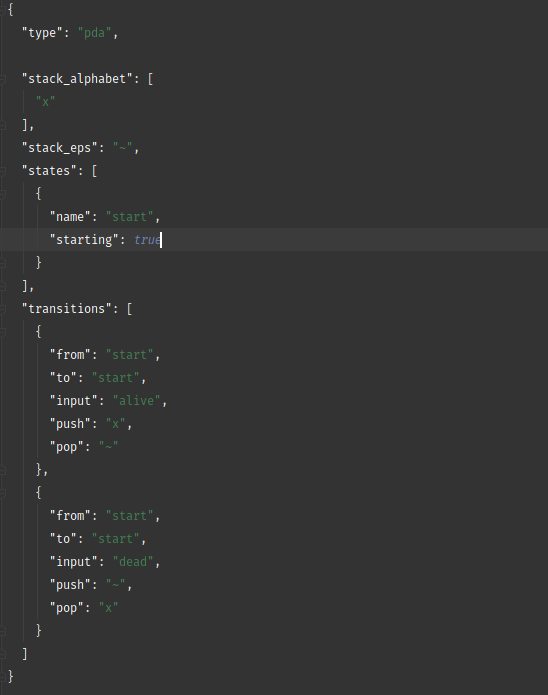 {
  "type": "pda",

  "stack_alphabet": [
    "x"
  ],
  "stack_eps": "~",
  "states": [
    {
      "name": "start",
      "starting": true
    }
  ],
  "transitions": [
    {
      "from": "start",
      "to": "start",
      "input": "alive",
      "push": "x",
      "pop": "~"
    },
    {
      "from": "start",
      "to": "start",
      "input": "dead",
      "push": "~",
      "pop": "x"
    }
  ]
}